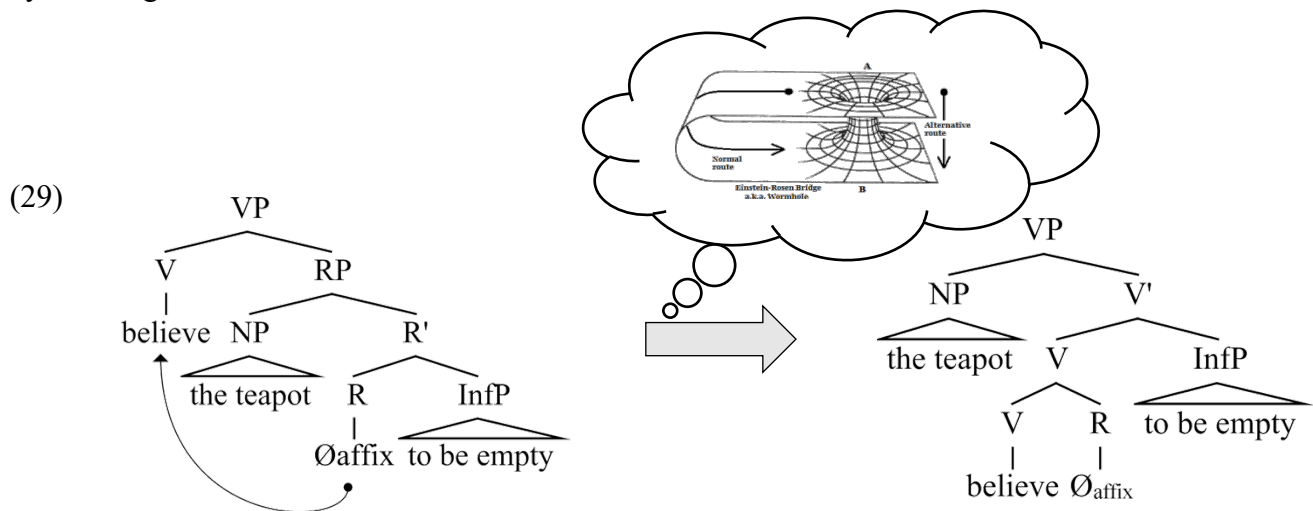 A
Alternative
route
Normal
route
Einstein-Rosen Bridge
a.k.a. Wormhole
B
(29)
VP
V RP
believe NP R'
the teapot R InfP
Øaffix to be empty
VP
NP V'
the teapot V InfP
V R to be empty
believe Øaffix